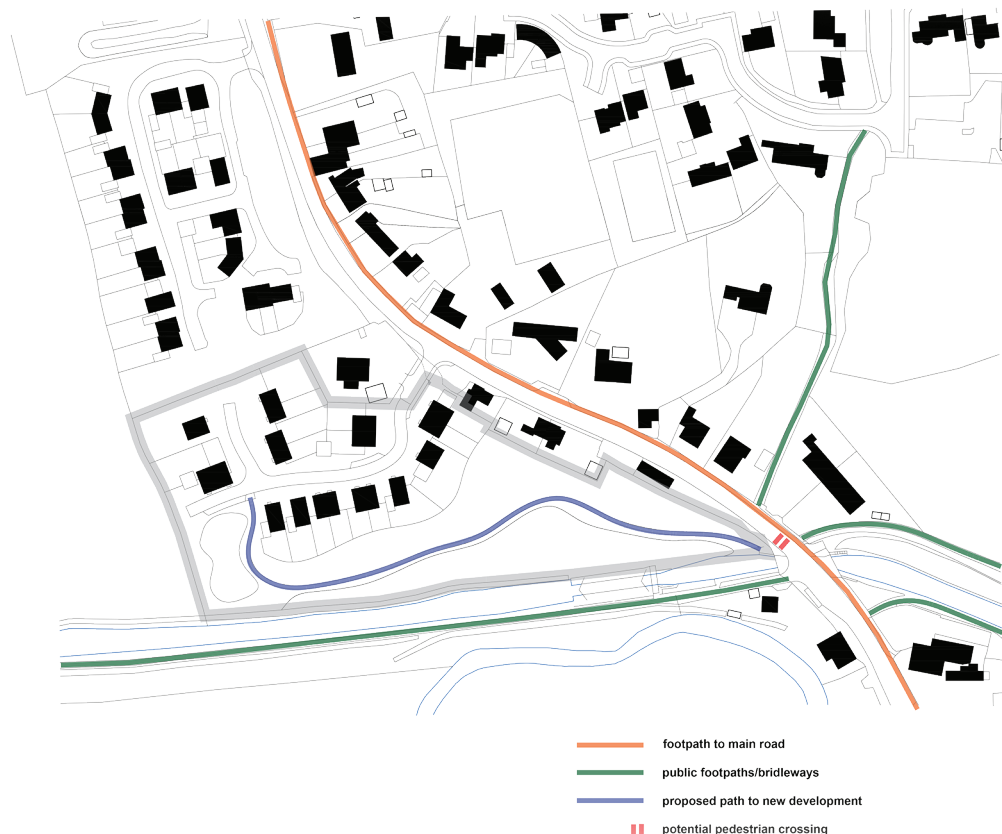 footpath to main road
public footpaths/bridleways
proposed path to new development
potential pedestrian crossing